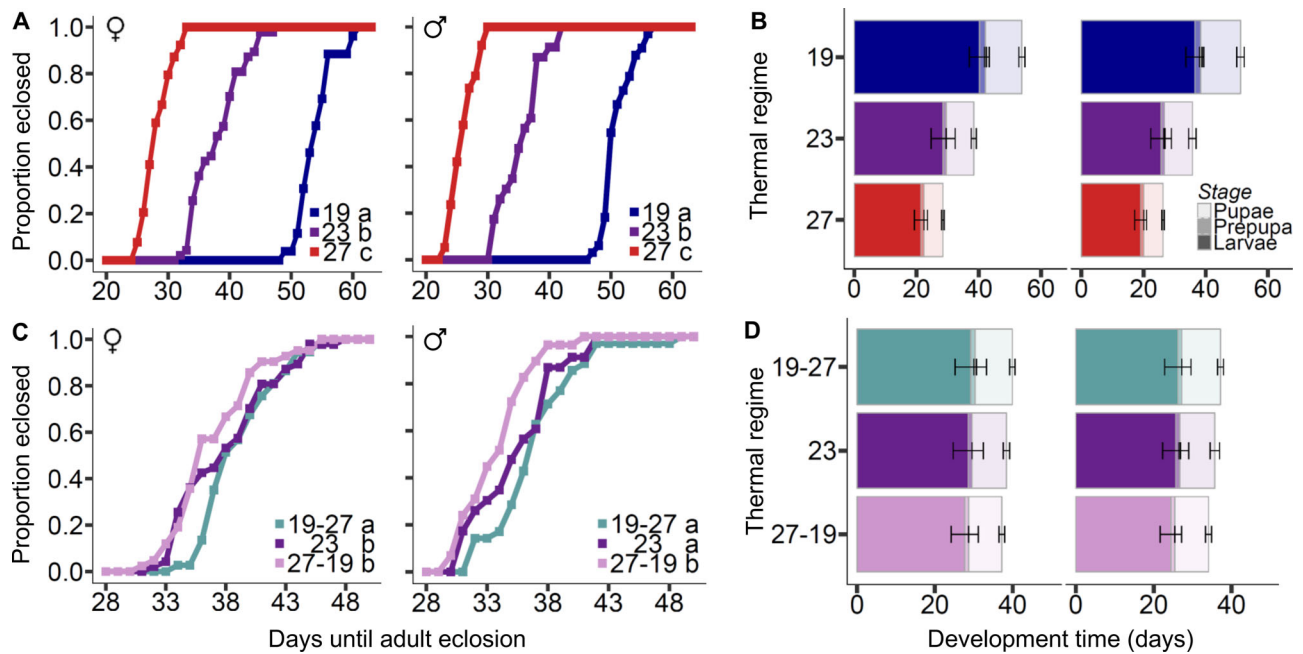 A
♀
♂
Proportion eclosed
1.0
0.8
0.6
0.4
0.2
0.0
19 a
23 b
27 c
19 a
23 b
27 c
20 30 40 50 60
20 30 40 50 60
B
Thermal regime
19
23
27
Stage
Pupae
Prepupa
Larvae
0 20 40 60
0 20 40 60
C
♀
♂
Proportion eclosed
1.0
0.8
0.6
0.4
0.2
0.0
19-27 a
23 b
27-19 b
19-27 a
23 a
27-19 b
28 33 38 43 48
28 33 38 43 48
Days until adult eclosion
D
Thermal regime
19-27
23
27-19
0 20 40
0 20 40
Development time (days)